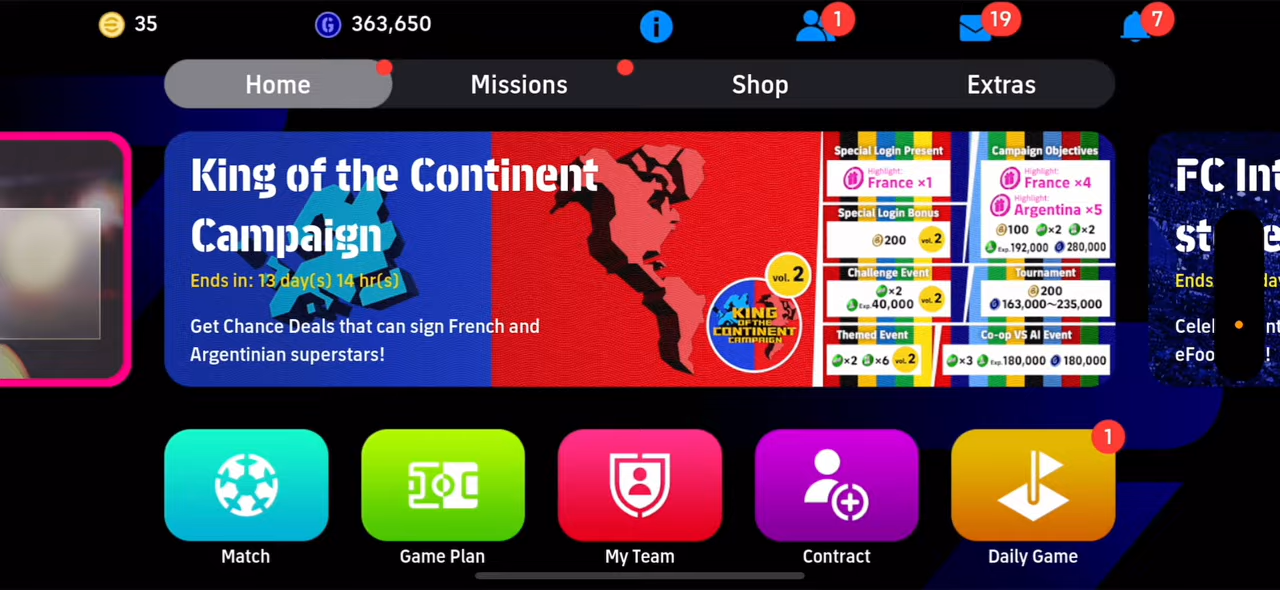 35
363,650
1
19
7
Home
Missions
Shop
Extras
King of the Continent
Campaign
Ends in: 13 day(s) 14 hr(s)
Get Chance Deals that can sign French and
Argentinian superstars!
vol. 2
KING
OF THE
CONTINENT
CAMPAIGN
Special Login Present
Highlight:
France ×1
Special Login Bonus
200
vol. 2
Challenge Event
×2
Exp. 40,000
vol. 2
Themed Event
×2 ×6 vol. 2
Campaign Objectives
Highlight:
France ×4
Highlight:
Argentina ×5
100 ×2 ×2
Exp. 192,000 280,000
Tournament
200
163,000~235,000
Co-op VS AI Event
×3 Exp. 180,000 180,000
FC Int
Ends
Match
Game Plan
My Team
Contract
1
Daily Game